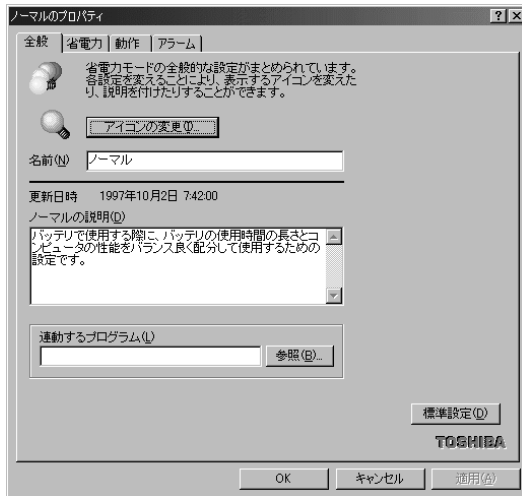 ノーマルのプロパティ
全般 省電力 動作 アラーム
省電力モードの全般的な設定がまとめられています。
各設定を変えることにより、表示するアイコンを変えた
り、説明を付けたりすることができます。
アイコンの変更(I)...
名前(N) ノーマル
更新日時 1997年10月2日 7:42:00
ノーマルの説明(D)
バッテリで使用する際に、バッテリの使用時間の長さとコ
ンピュータの性能をバランス良く配分して使用するための
設定です。
連動するプログラム(L)
参照(B)...
標準設定(D)
TOSHIBA
OK キャンセル 適用(A)